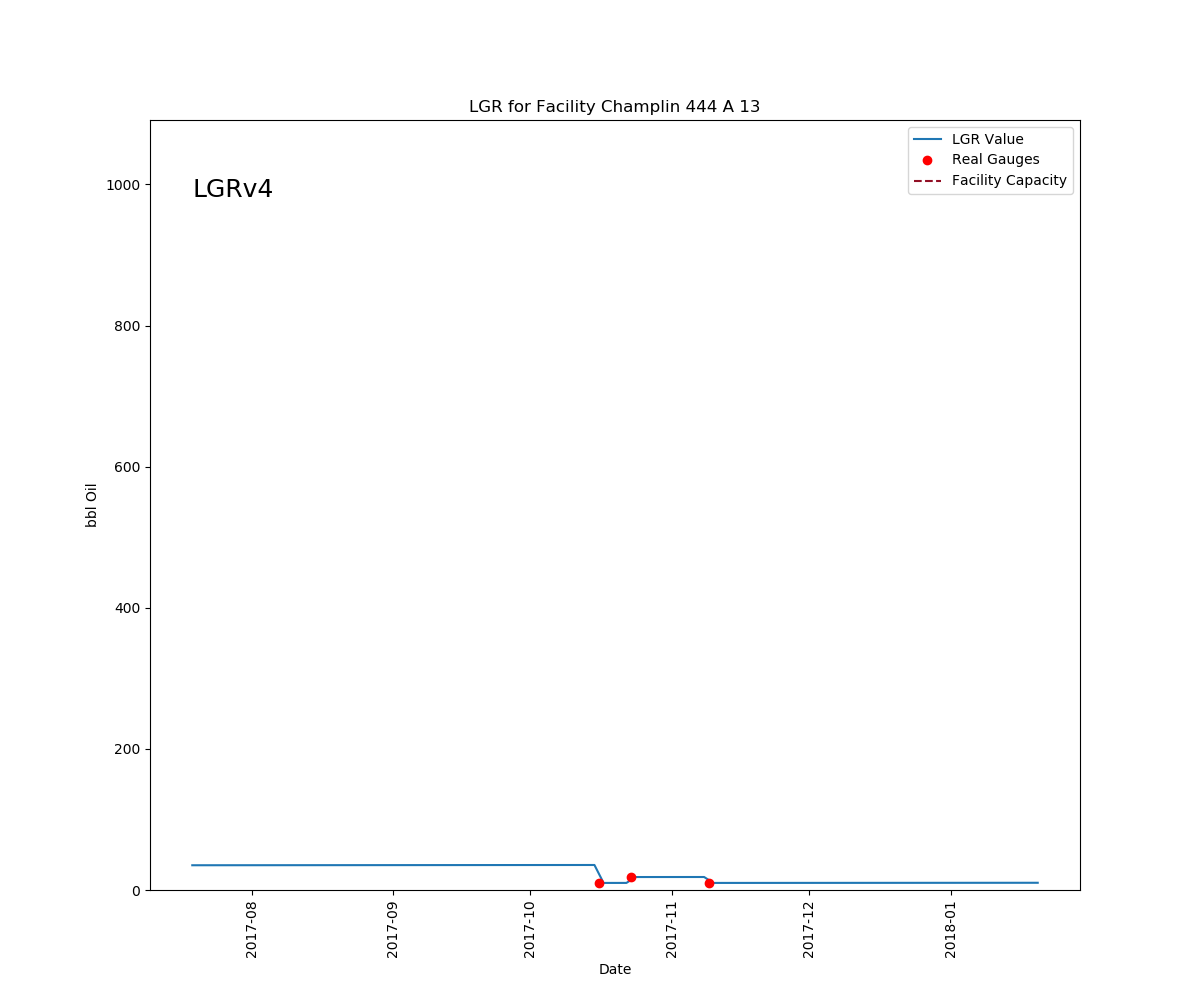 LGR for Facility Champlin 444 A 13
LGR Value
Real Gauges
Facility Capacity
LGRv4
1000
800
600
400
200
0
bbl Oil
2017-08
2017-09
2017-10
2017-11
2017-12
2018-01
Date